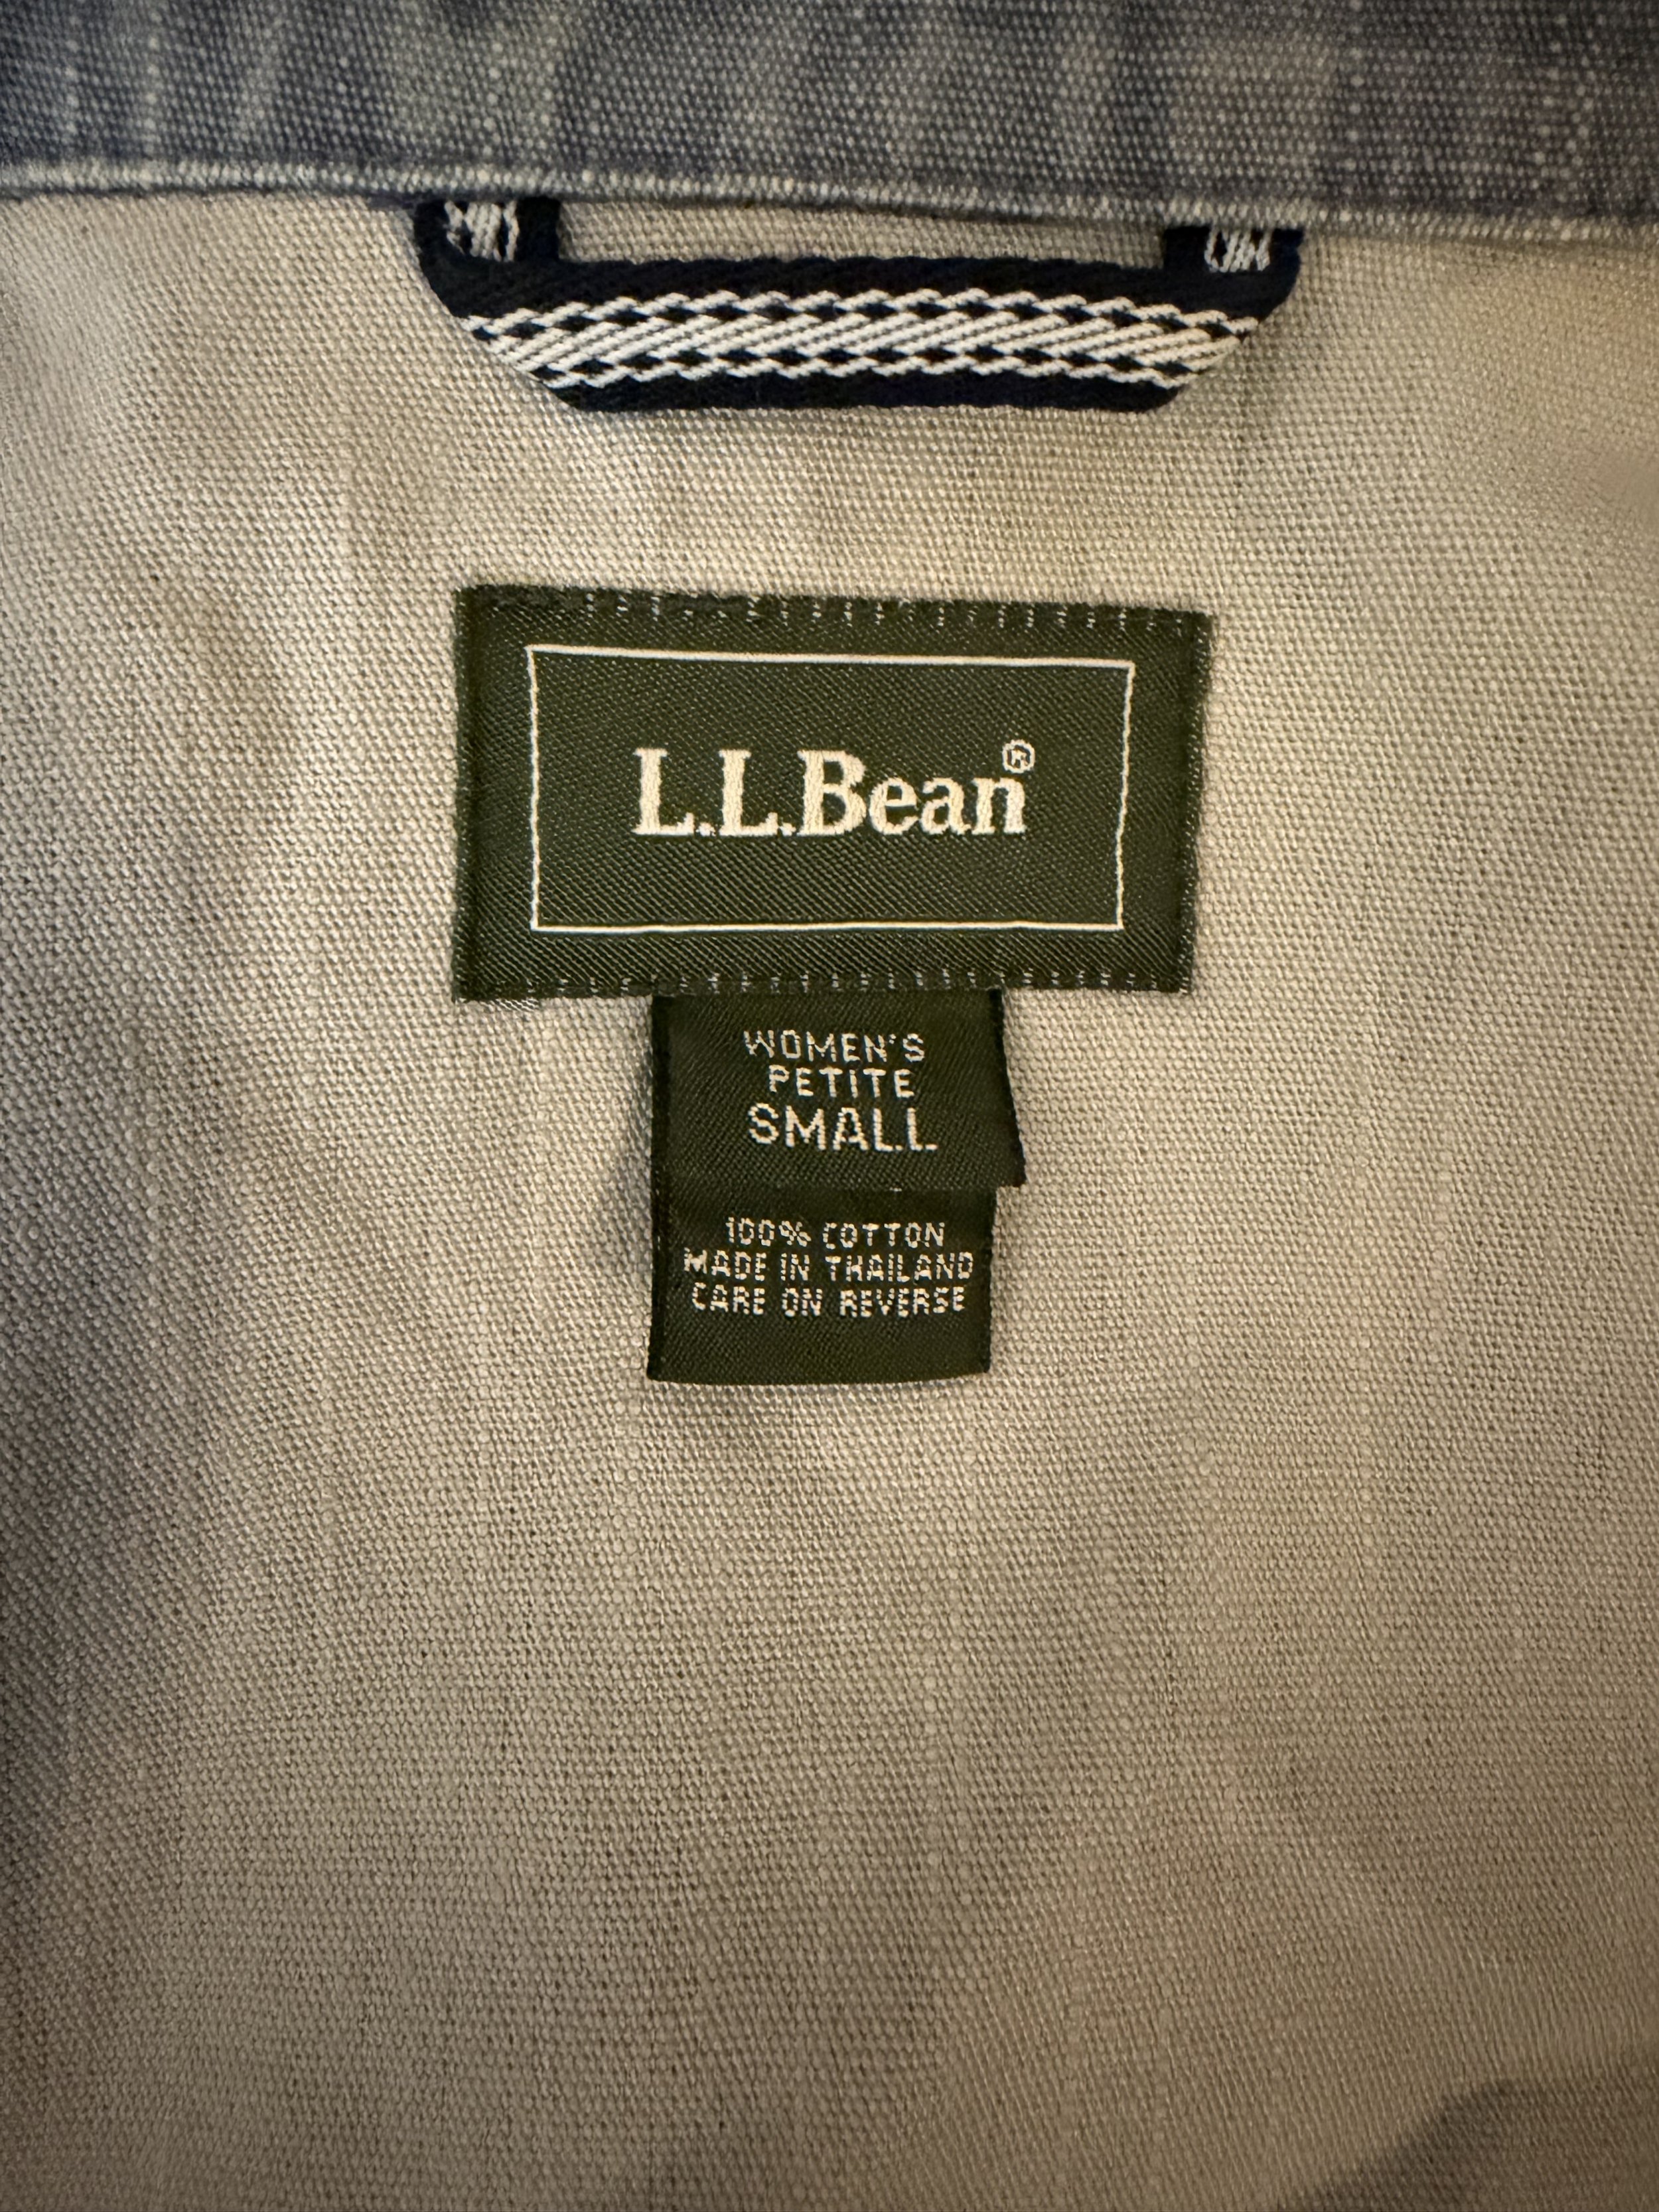 L.L.Bean®
WOMEN'S
PETITE
SMALL
100% COTTON
MADE IN THAILAND
CARE ON REVERSE